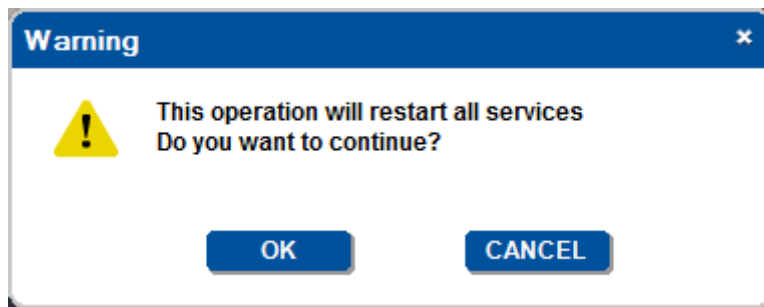 Warning
This operation will restart all services
Do you want to continue?
OK
CANCEL